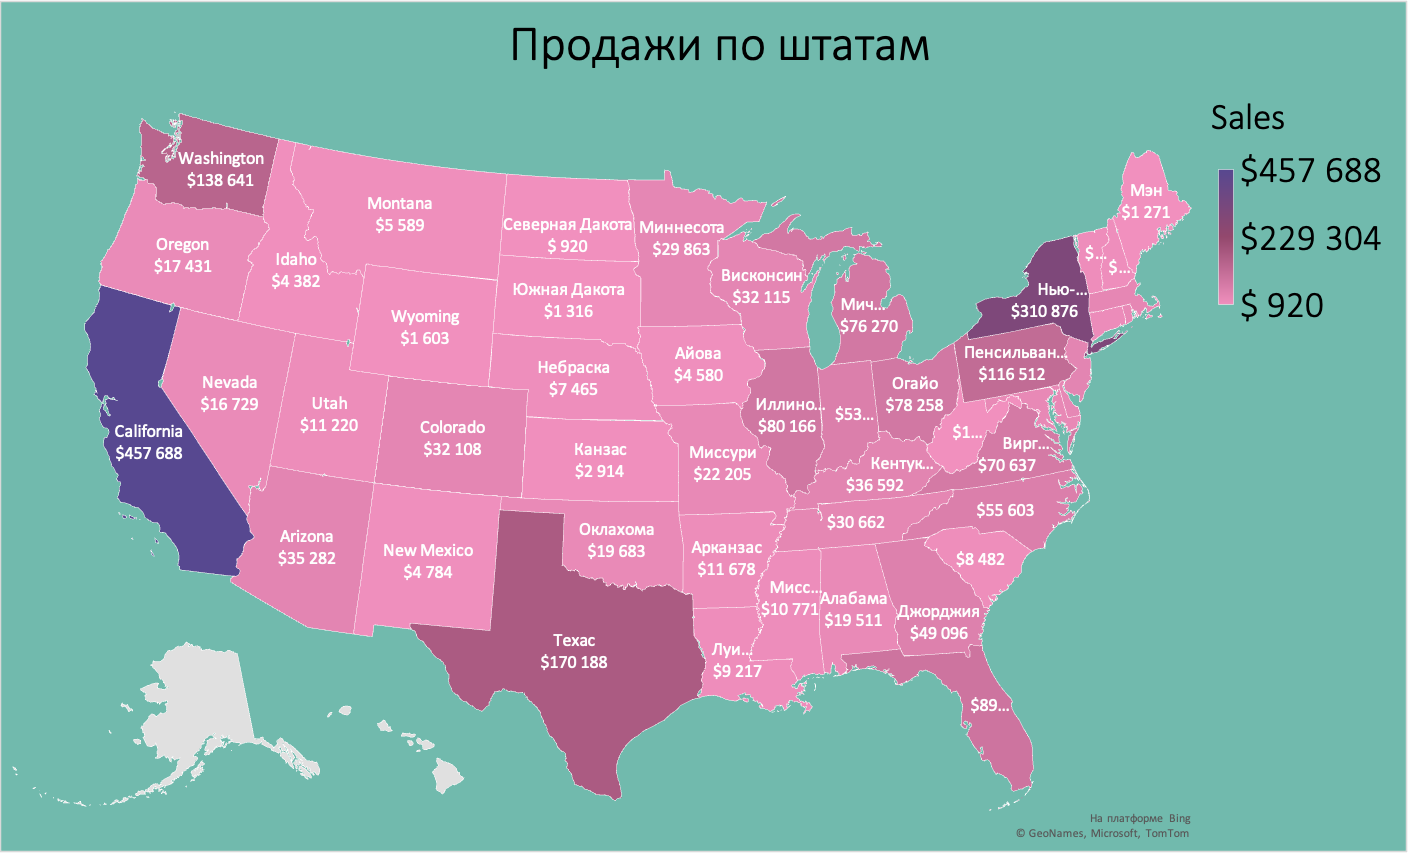 Продажи по штатам
Sales
$457 688
$229 304
$ 920
Washington
$138 641
Montana
$5 589
Oregon
$17 431
Idaho
$4 382
Северная Дакота
$ 920
Миннесота
$29 863
Мэн
$1 271
$...
$...
Висконсин
$32 115
Южная Дакота
$1 316
Wyoming
$1 603
Мич...
$76 270
Нью-...
$310 876
Пенсильван...
$116 512
Айова
$4 580
Небраска
$7 465
Nevada
$16 729
Utah
$11 220
Colorado
$32 108
California
$457 688
Огайо
$78 258
Иллино...
$80 166
$53...
$1...
Вирг...
$70 637
Канзас
$2 914
Миссури
$22 205
Кентук...
$36 592
$30 662
$55 603
Arizona
$35 282
New Mexico
$4 784
Оклахома
$19 683
Арканзас
$11 678
$8 482
Мисс...
$10 771
Алабама
$19 511
Джорджия
$49 096
Техас
$170 188
Луи...
$9 217
$89...
На платформе Bing
© GeoNames, Microsoft, TomTom